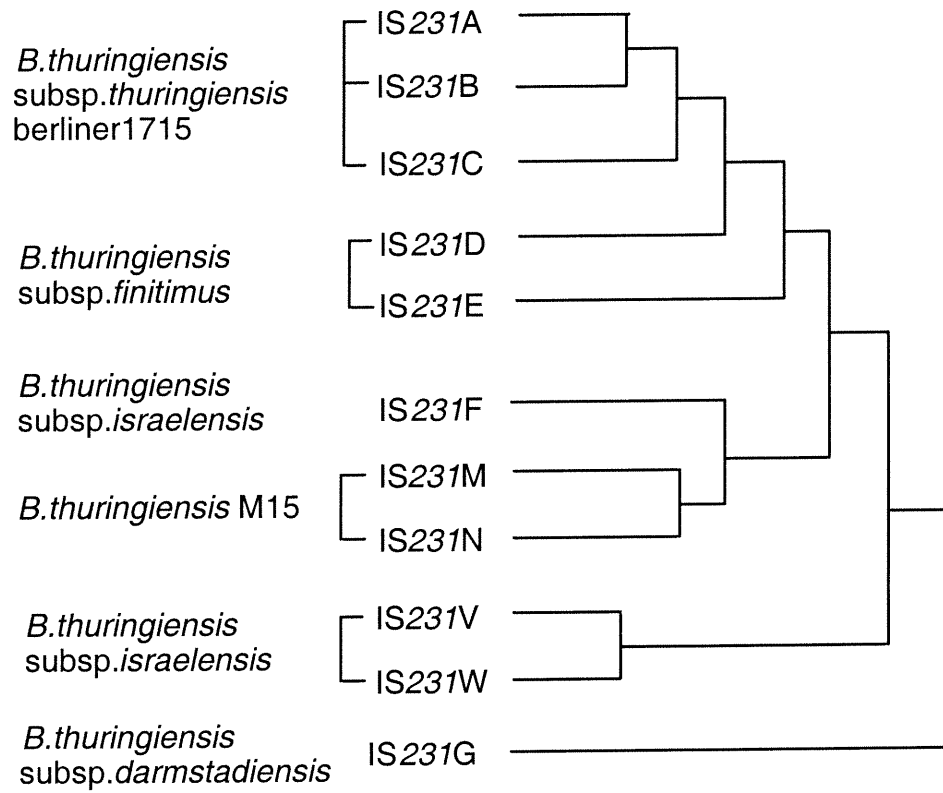 B.thuringiensis
subsp.thuringiensis
berliner1715
IS231A
IS231B
IS231C
B.thuringiensis
subsp.finitimus
IS231D
IS231E
B.thuringiensis
subsp.israelensis
IS231F
B.thuringiensis M15
IS231M
IS231N
B.thuringiensis
subsp.israelensis
IS231V
IS231W
B.thuringiensis
subsp.darmstadiensis
IS231G